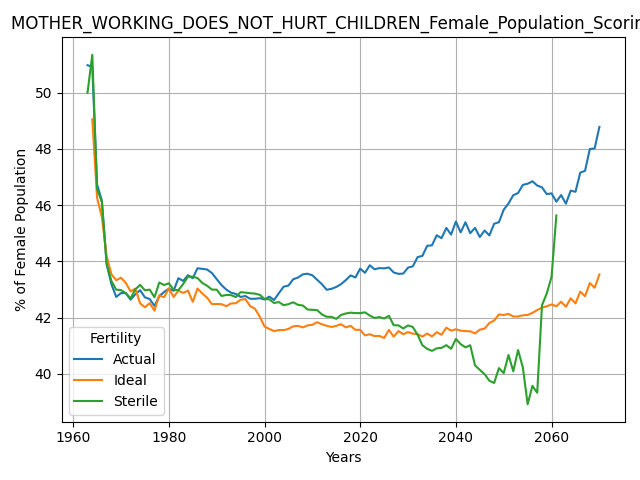 MOTHER_WORKING_DOES_NOT_HURT_CHILDREN_Female_Population_Scorin
% of Female Population
50
48
46
44
42
40
Fertility
Actual
Ideal
Sterile
1960
1980
2000
2020
2040
2060
Years